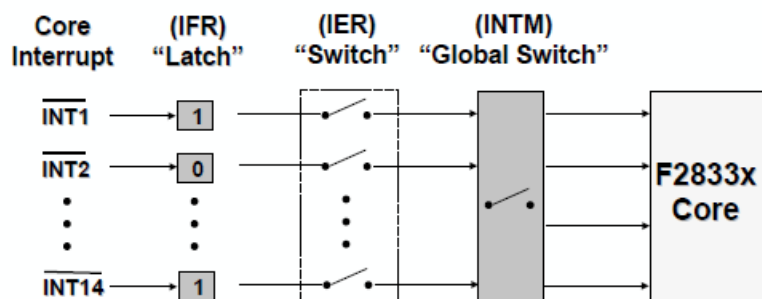 Core Interrupt
(IFR) "Latch"
(IER) "Switch"
(INTM) "Global Switch"
INT1
1
INT2
0
INT14
1
F2833x
Core